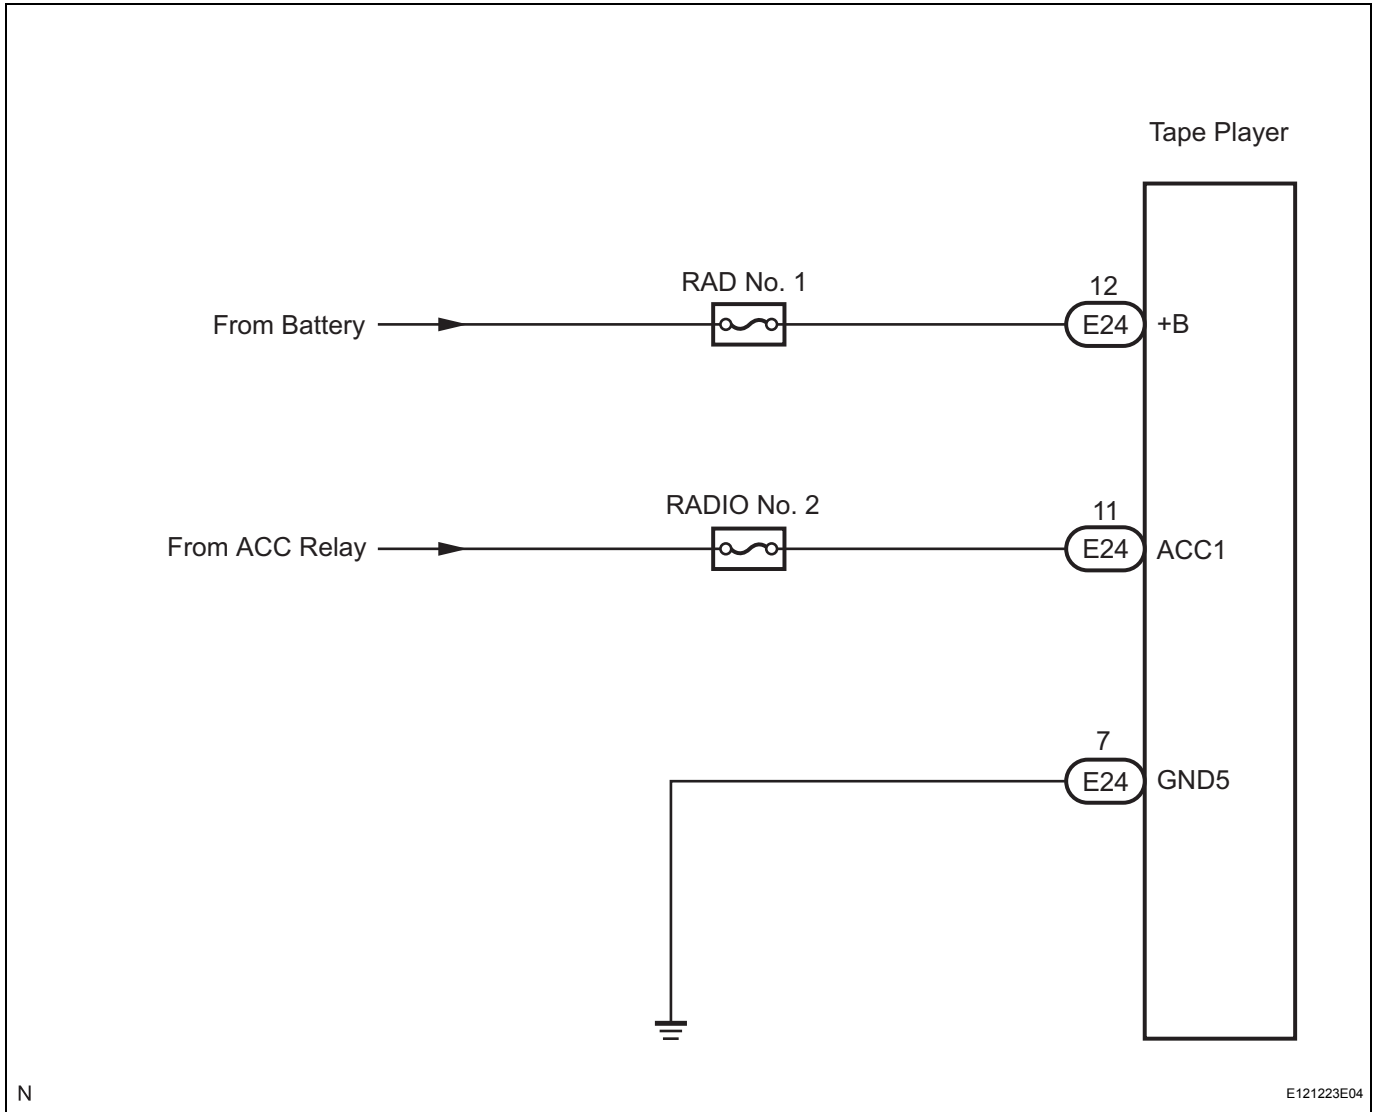 Tape Player
RAD No. 1
12
From Battery
E24
+B
RADIO No. 2
11
From ACC Relay
E24
ACC1
7
E24
GND5
N
E121223E04